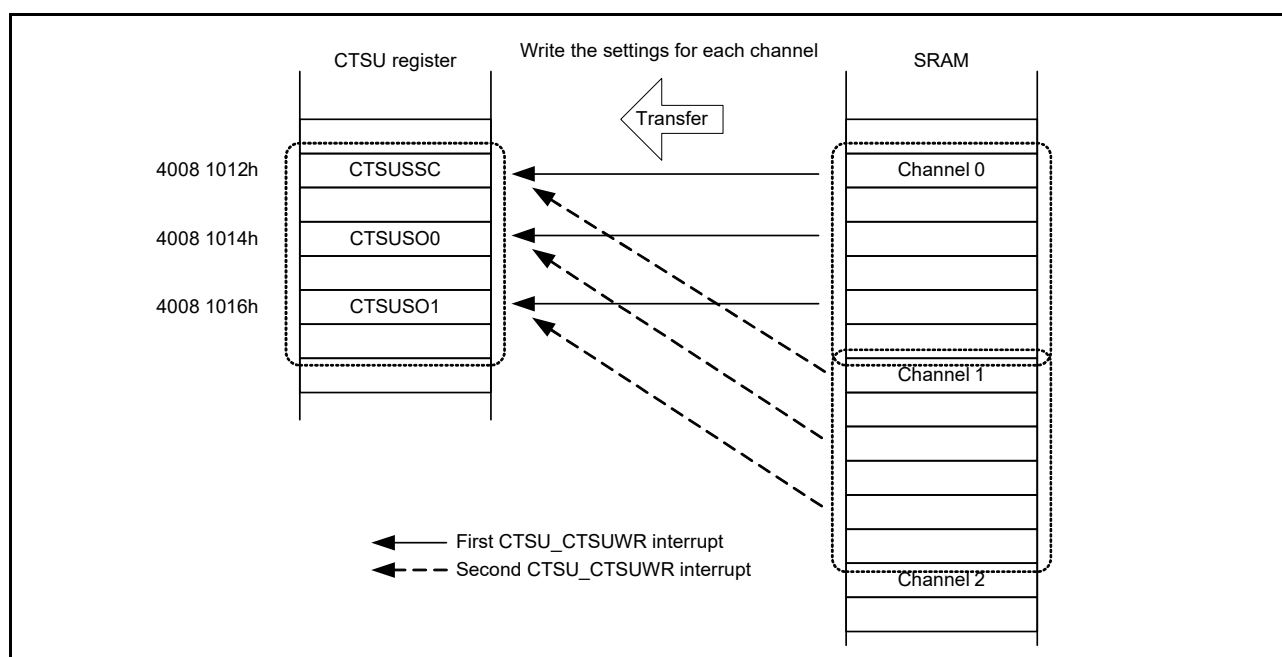 Write the settings for each channel
CTSU register
SRAM
Transfer
4008 1012h
CTSUSSC
Channel 0
4008 1014h
CTSUSO0
4008 1016h
CTSUSO1
Channel 1
First CTSU_CTSUWR interrupt
Second CTSU_CTSUWR interrupt
Channel 2